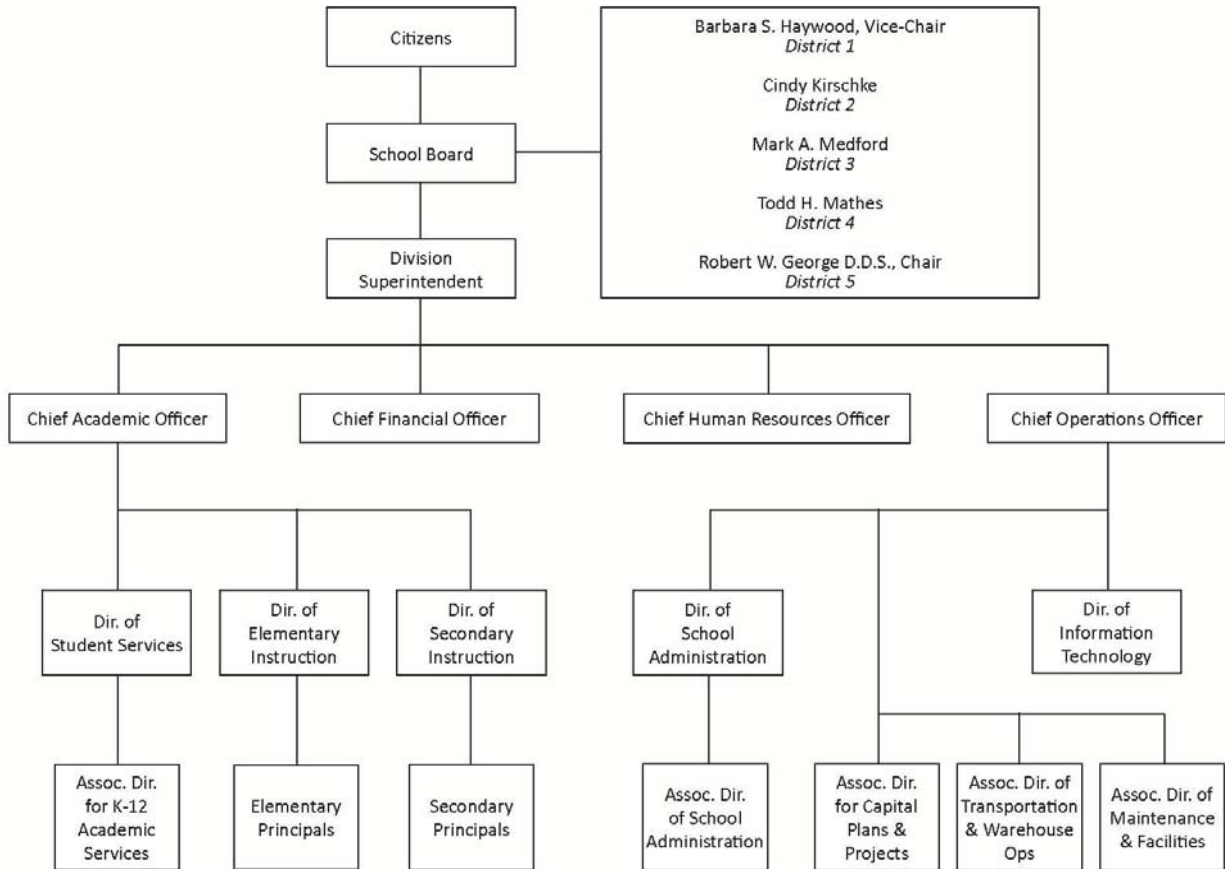 Citizens
Barbara S. Haywood, Vice-Chair
District 1
Cindy Kirschke
District 2
Mark A. Medford
District 3
Todd H. Mathes
District 4
Robert W. George D.D.S., Chair
District 5
School Board
Division
Superintendent
Chief Academic Officer
Chief Financial Officer
Chief Human Resources Officer
Chief Operations Officer
Dir. of
Student Services
Dir. of
Elementary
Instruction
Dir. of
Secondary
Instruction
Dir. of
School
Administration
Dir. of
Information
Technology
Assoc. Dir.
for K-12
Academic
Services
Elementary
Principals
Secondary
Principals
Assoc. Dir.
of School
Administration
Assoc. Dir.
for Capital
Plans &
Projects
Assoc. Dir. of
Transportation
& Warehouse
Ops
Assoc. Dir. of
Maintenance
& Facilities